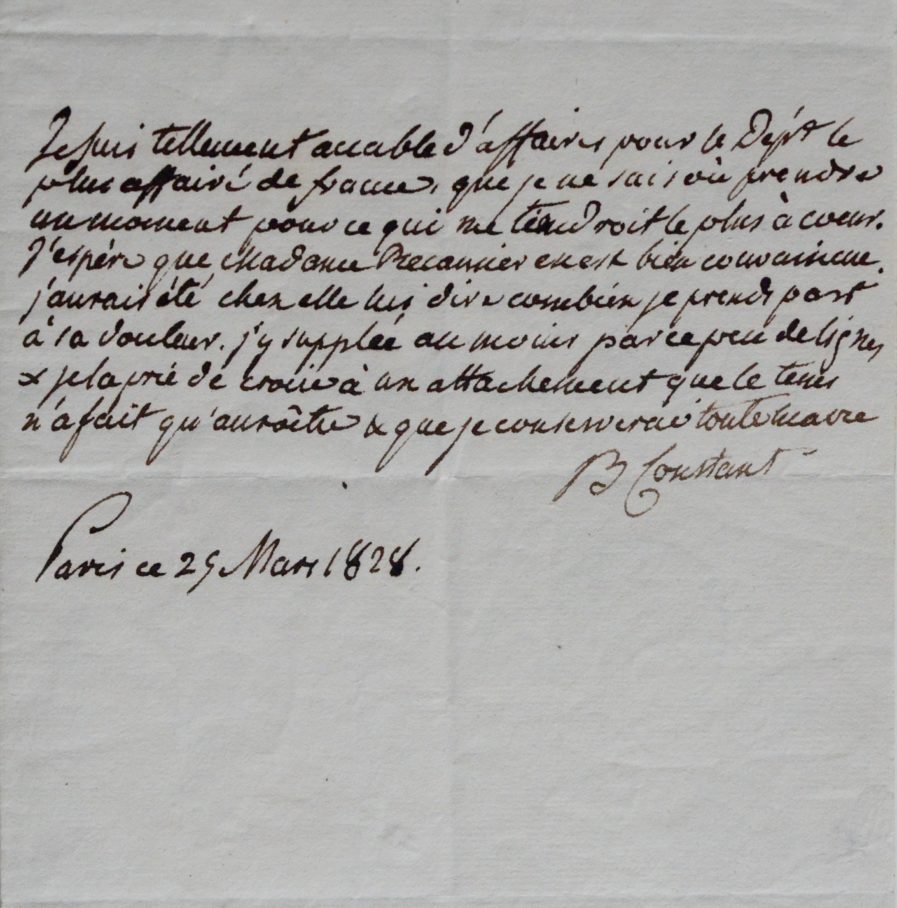 Je suis tellement accablé d'affaires pour le Dépt le
plus affairé de france, que je ne sais où prendre
un moment pour ce qui me tiendroit le plus à coeur.
J'espére que Madame Recamier en est bien convaincue.
j'aurais été chez elle lui dire combien je prends part
à sa douleur. j'y supplée au moins par ce peu de lignes
& je la prie de croire à un attachement que le tems
n'a fait qu'accroître & que je conserverai toute ma vie
B Constant
Paris ce 25 Mars 1828.